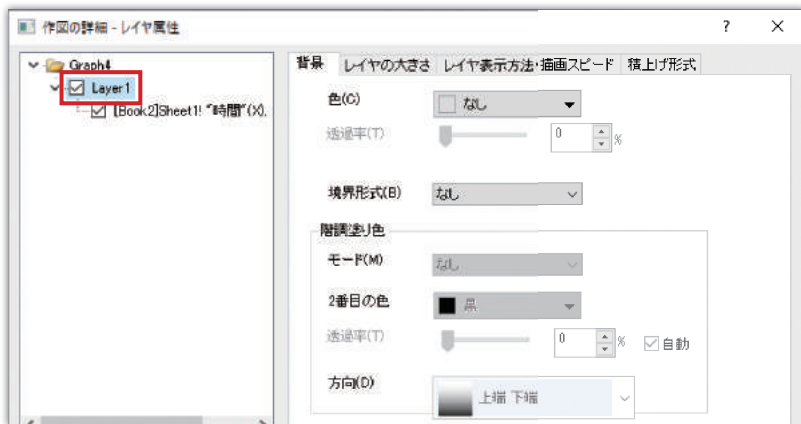 作図の詳細 - レイヤ属性
? ×
Graph4
Layer1
[Book2]Sheet1! "時間"(X),
背景 レイヤの大きさ レイヤ表示方法・描画スピード 積上げ形式
色(C) なし
透過率(T) 0 %
境界形式(B) なし
階調塗り色
モード(M) なし
2番目の色 黒
透過率(T) 0 % 自動
方向(D) 上端 下端